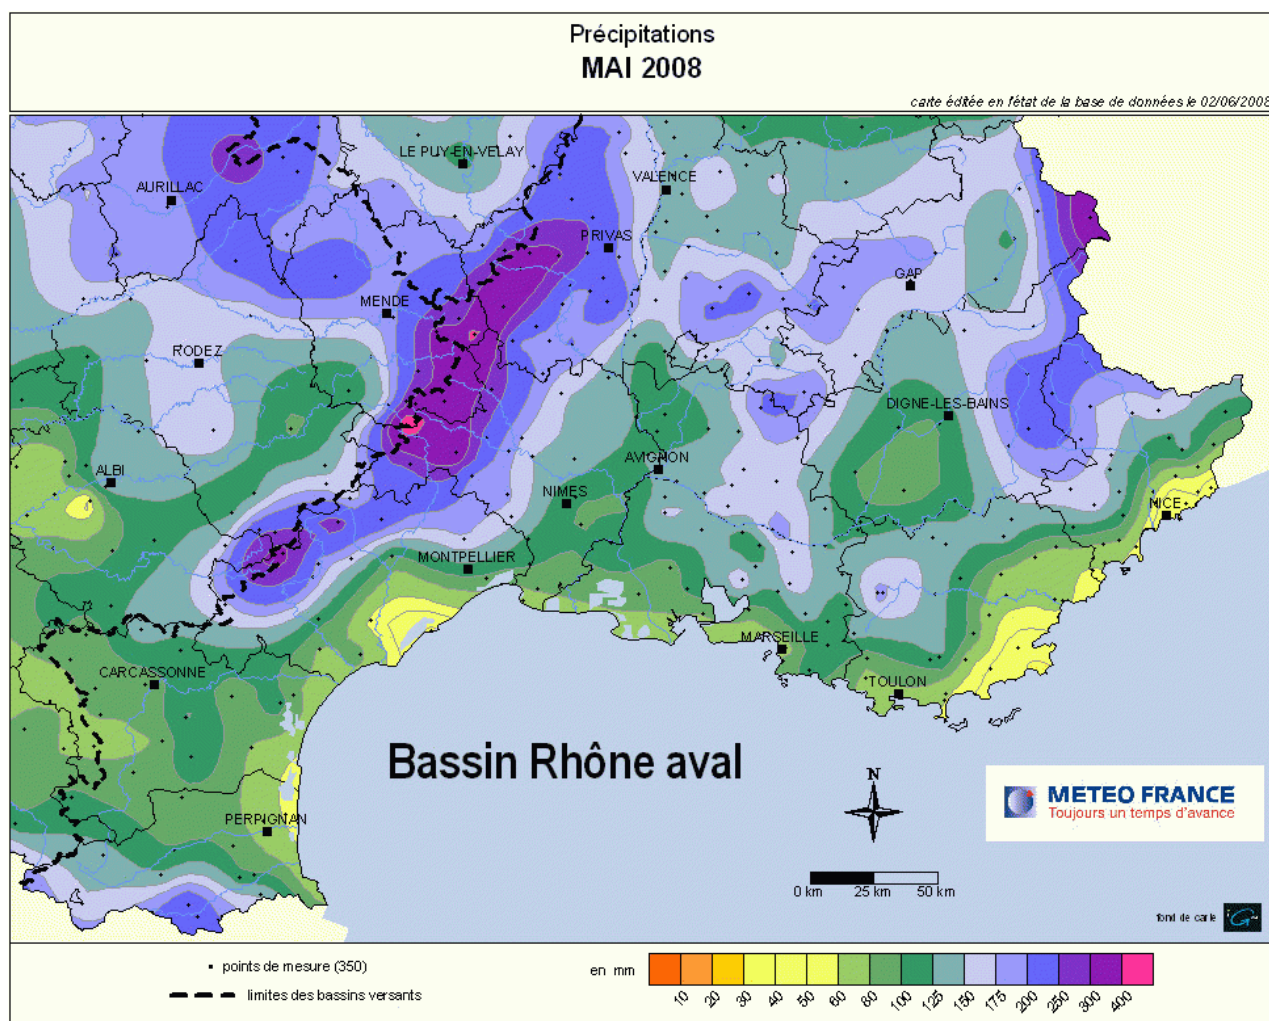 Précipitations
MAI 2008
carte éditée en l'état de la base de données le 02/06/2008
LE PUY-EN-VELAY
AURILLAC
VALENCE
PRIVAS
GAP
MENDE
RODEZ
DIGNE-LES-BAINS
ALBI
AVIGNON
NIMES
NICE
MONTPELLIER
MARSEILLE
CARCASSONNE
TOULON
Bassin Rhône aval
N
METEO FRANCE
Toujours un temps d'avance
PERPIGNAN
0 km 25 km 50 km
fond de carte
points de mesure (350)
limites des bassins versants
en mm
10 20 30 40 50 60 80 100 125 150 175 200 250 300 400